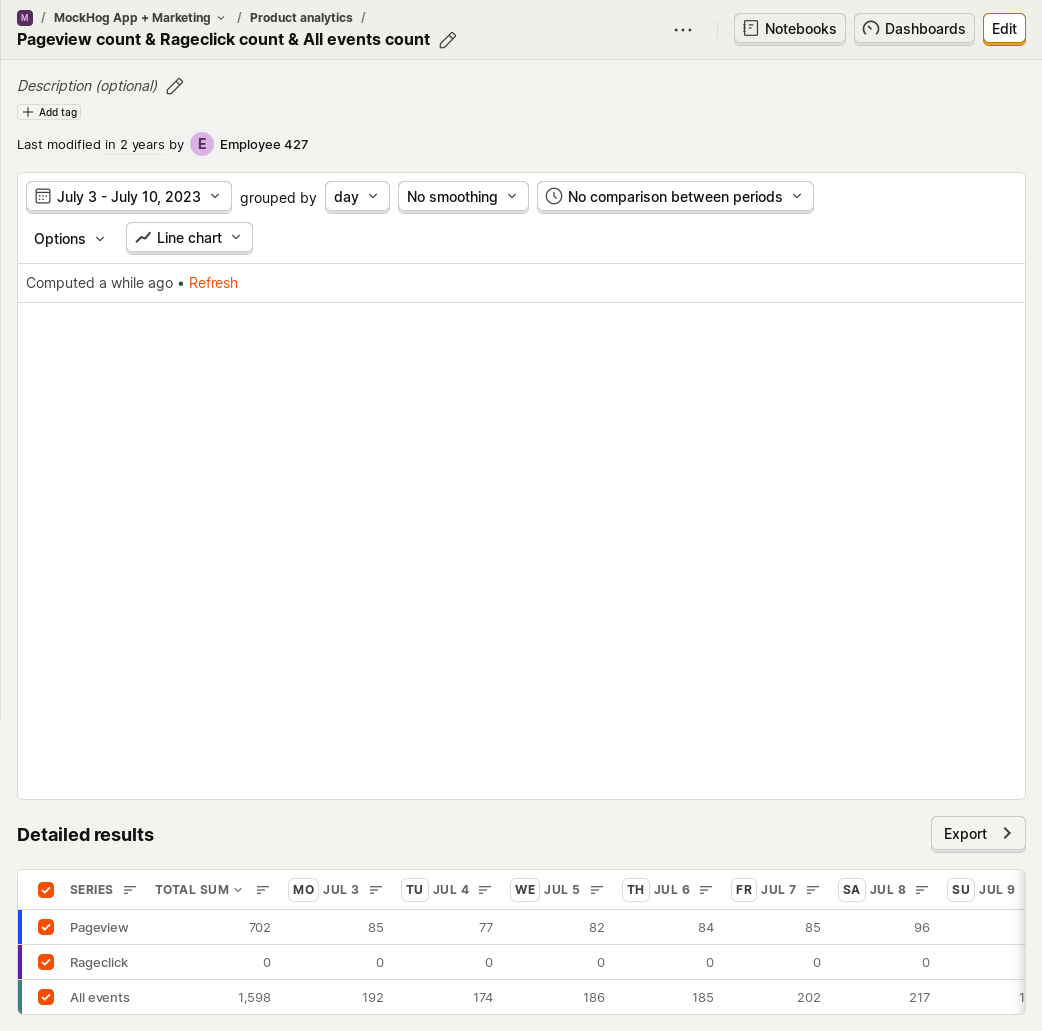 M / MockHog App + Marketing / Product analytics /
Pageview count & Rageclick count & All events count
Notebooks Dashboards Edit
Description (optional)
Add tag
Last modified in 2 years by E Employee 427
July 3 - July 10, 2023 grouped by day No smoothing No comparison between periods
Options Line chart
Computed a while ago • Refresh
Detailed results
Export
SERIES TOTAL SUM MO JUL 3 TU JUL 4 WE JUL 5 TH JUL 6 FR JUL 7 SA JUL 8 SU JUL 9
Pageview 702 85 77 82 84 85 96
Rageclick 0 0 0 0 0 0 0
All events 1,598 192 174 186 185 202 217